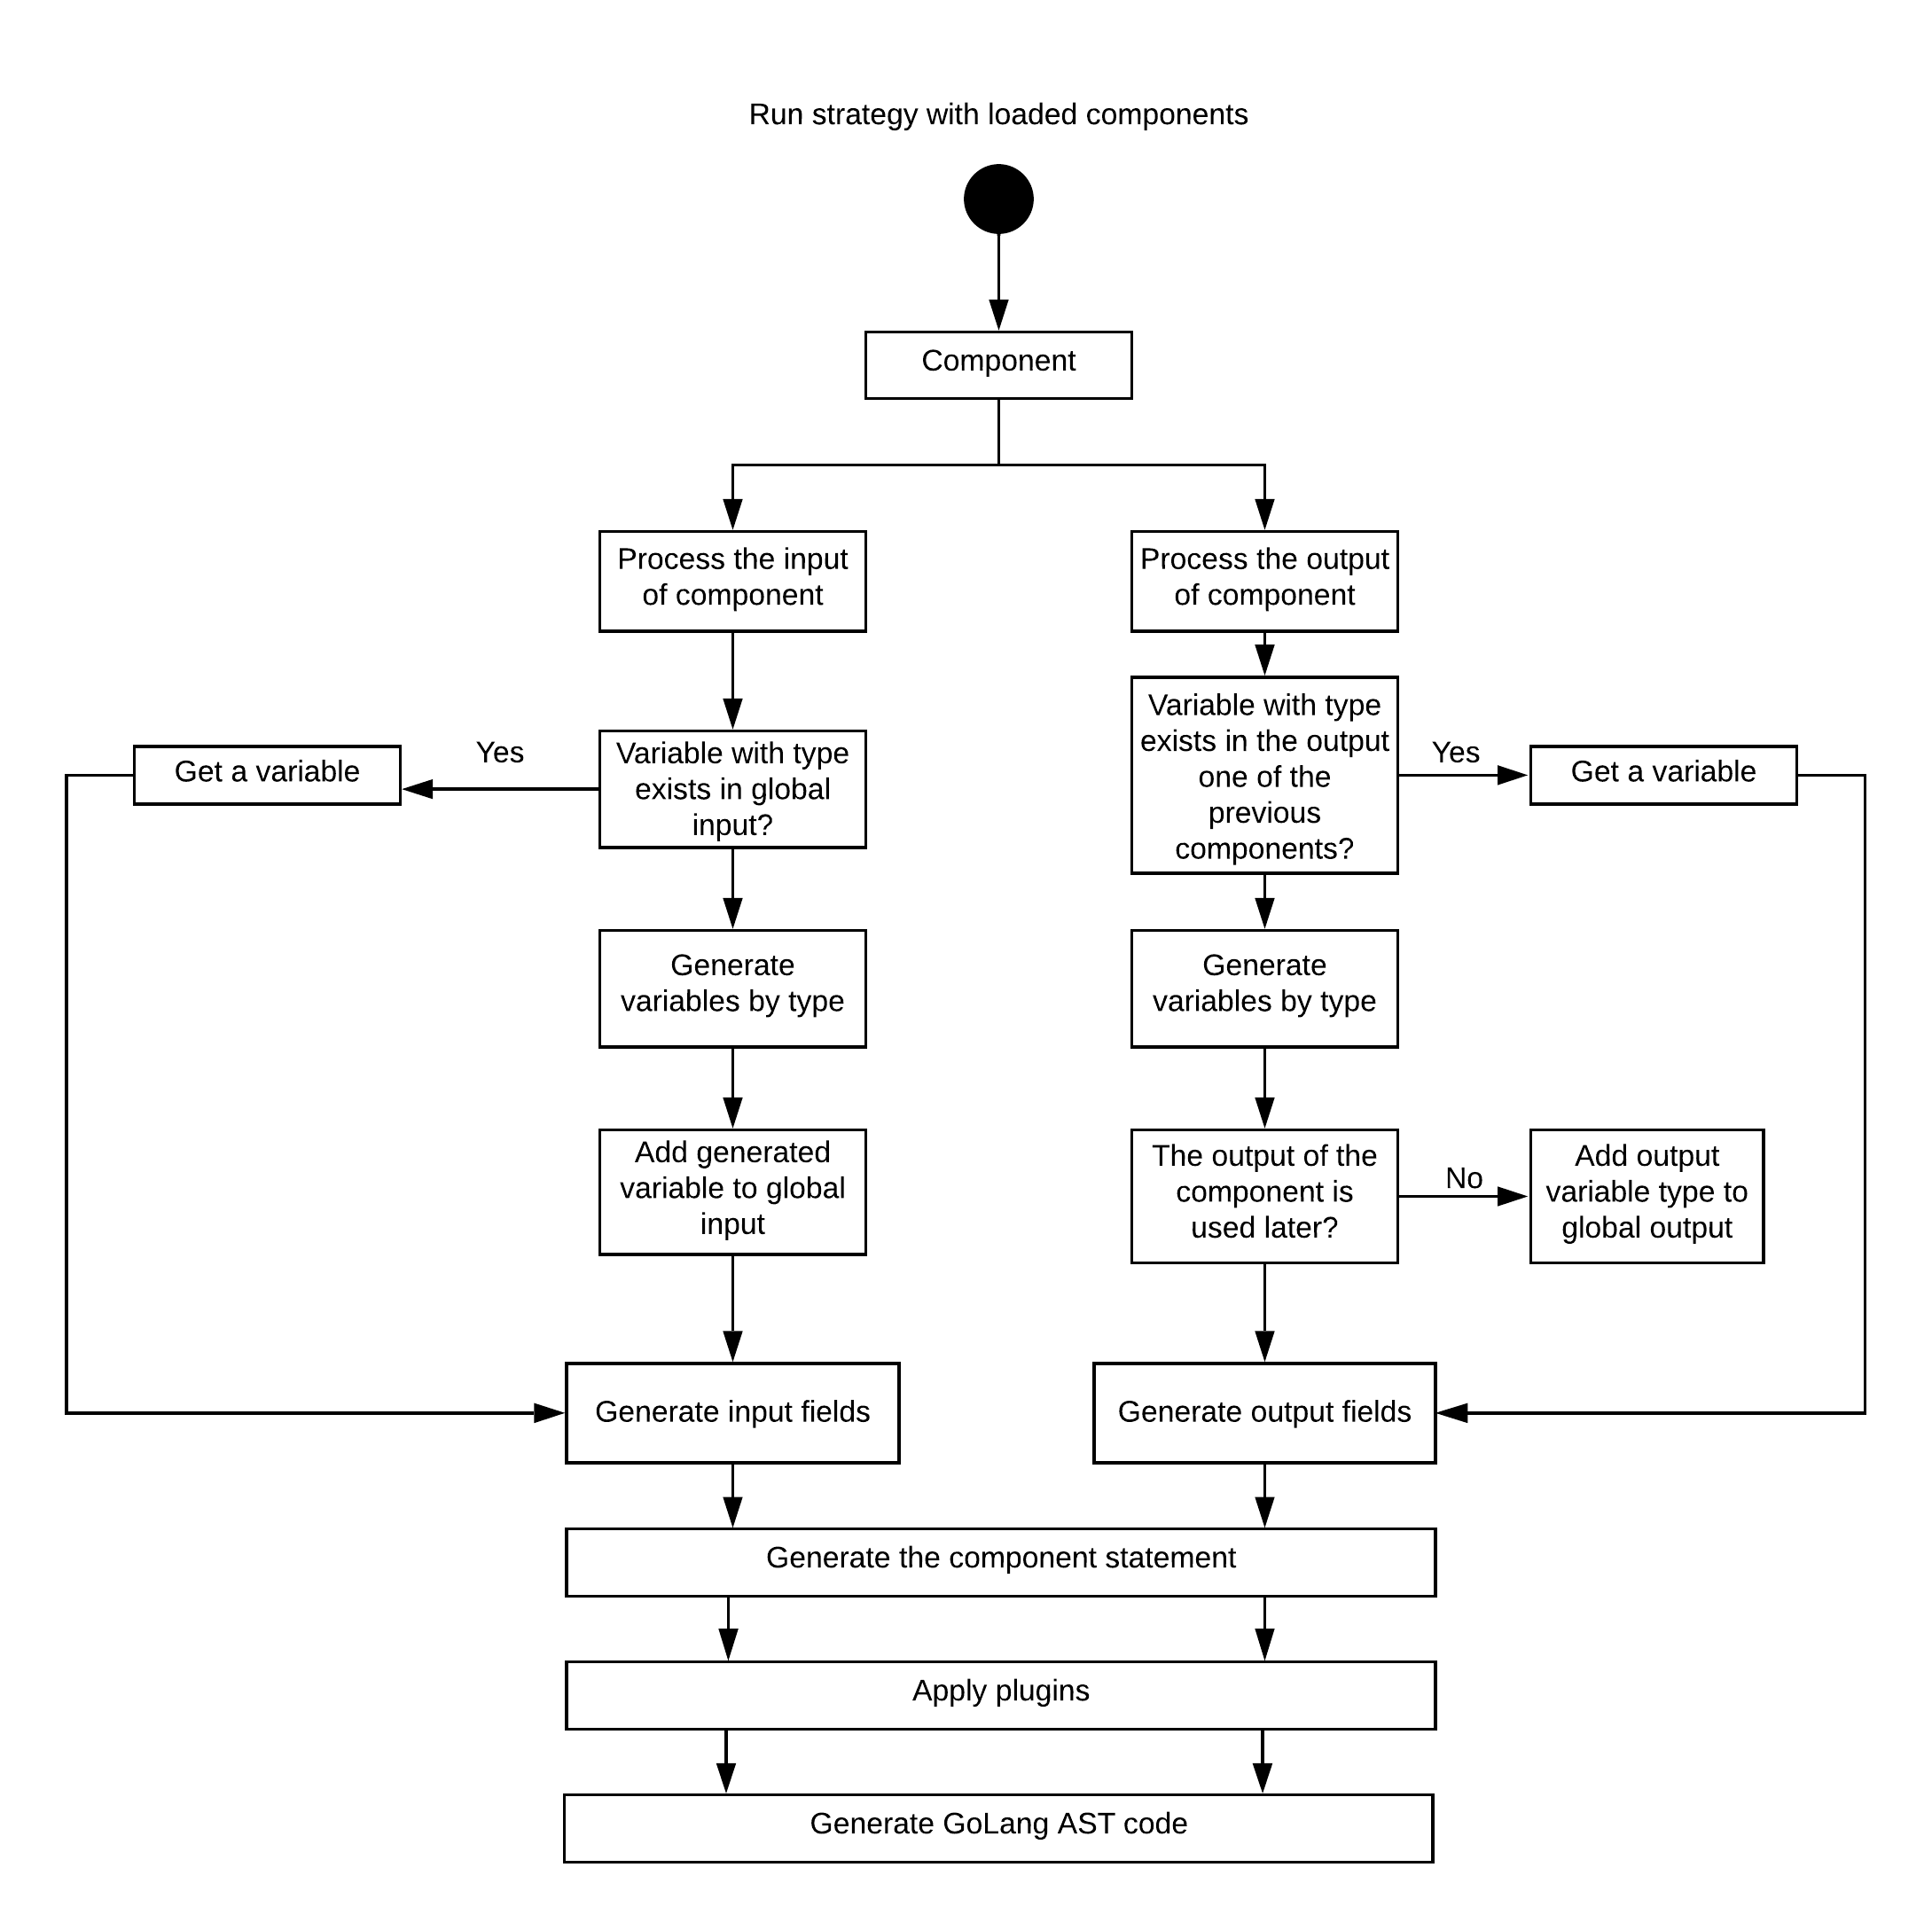 Run strategy with loaded components
Component
Process the input
of component
Process the output
of component
Get a variable
Yes
Variable with type
exists in global
input?
Variable with type
exists in the output
one of the
previous
components?
Yes
Get a variable
Generate
variables by type
Generate
variables by type
Add generated
variable to global
input
The output of the
component is
used later?
No
Add output
variable type to
global output
Generate input fields
Generate output fields
Generate the component statement
Apply plugins
Generate GoLang AST code